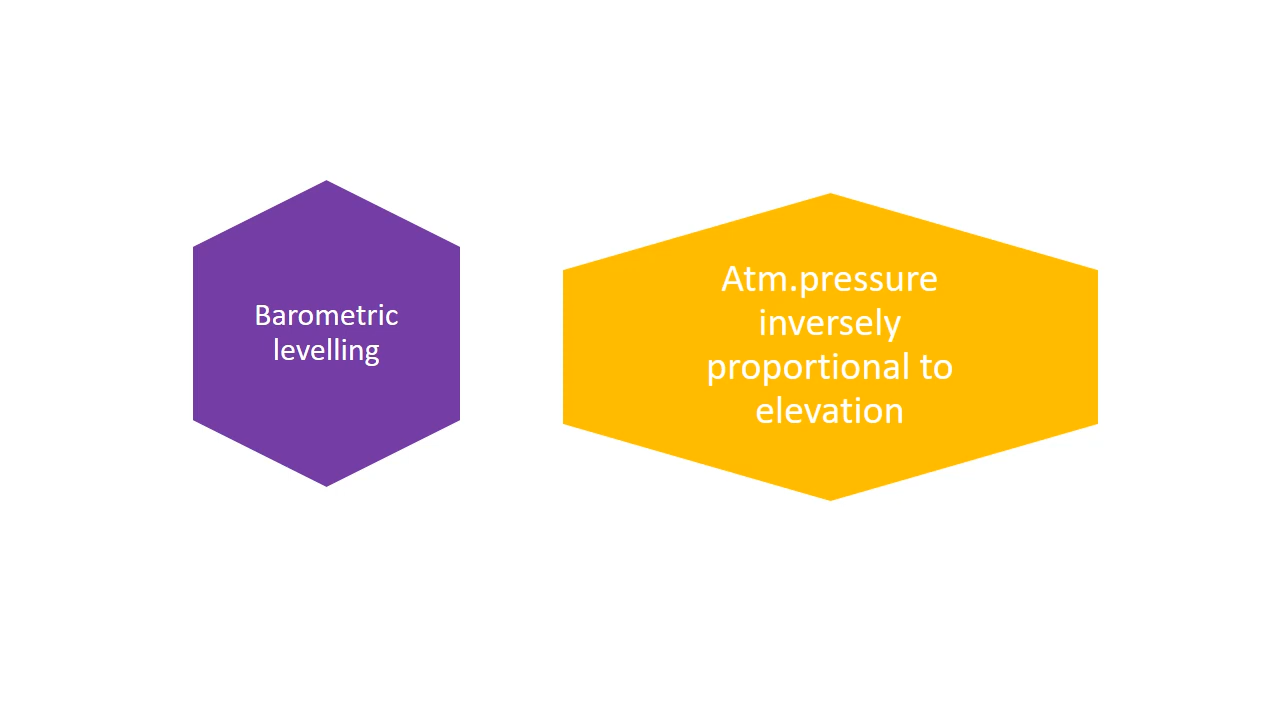 Barometric
levelling
Atm.pressure
inversely
proportional to
elevation